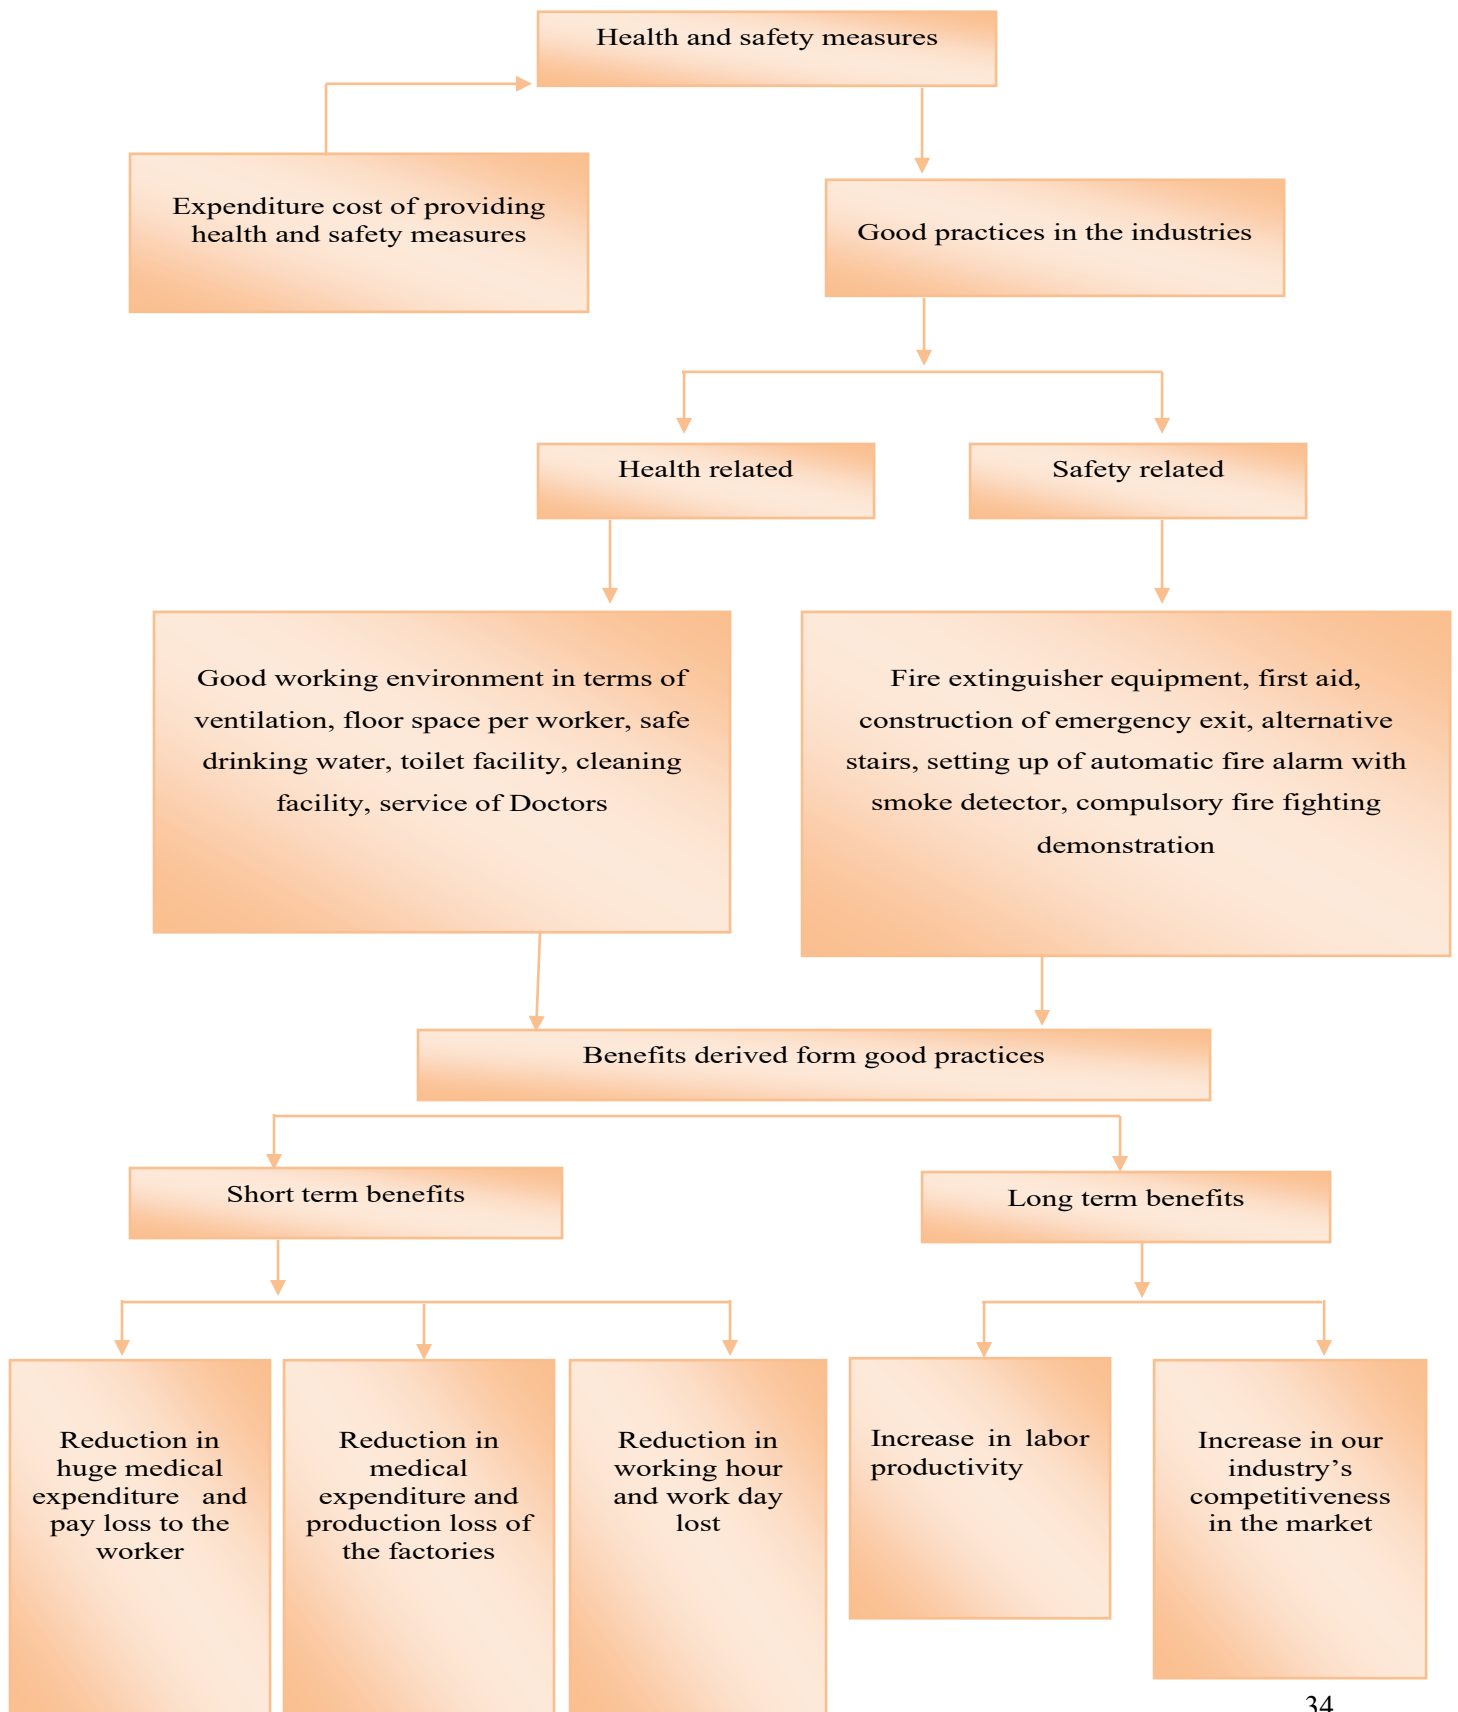 Health and safety measures
Expenditure cost of providing
health and safety measures
Good practices in the industries
Health related
Safety related
Good working environment in terms of
ventilation, floor space per worker, safe
drinking water, toilet facility, cleaning
facility, service of Doctors
Fire extinguisher equipment, first aid,
construction of emergency exit, alternative
stairs, setting up of automatic fire alarm with
smoke detector, compulsory fire fighting
demonstration
Benefits derived form good practices
Short term benefits
Long term benefits
Reduction in
huge medical
expenditure and
pay loss to the
worker
Reduction in
medical
expenditure and
production loss of
the factories
Reduction in
working hour
and work day
lost
Increase in labor
productivity
Increase in our
industry’s
competitiveness
in the market
34